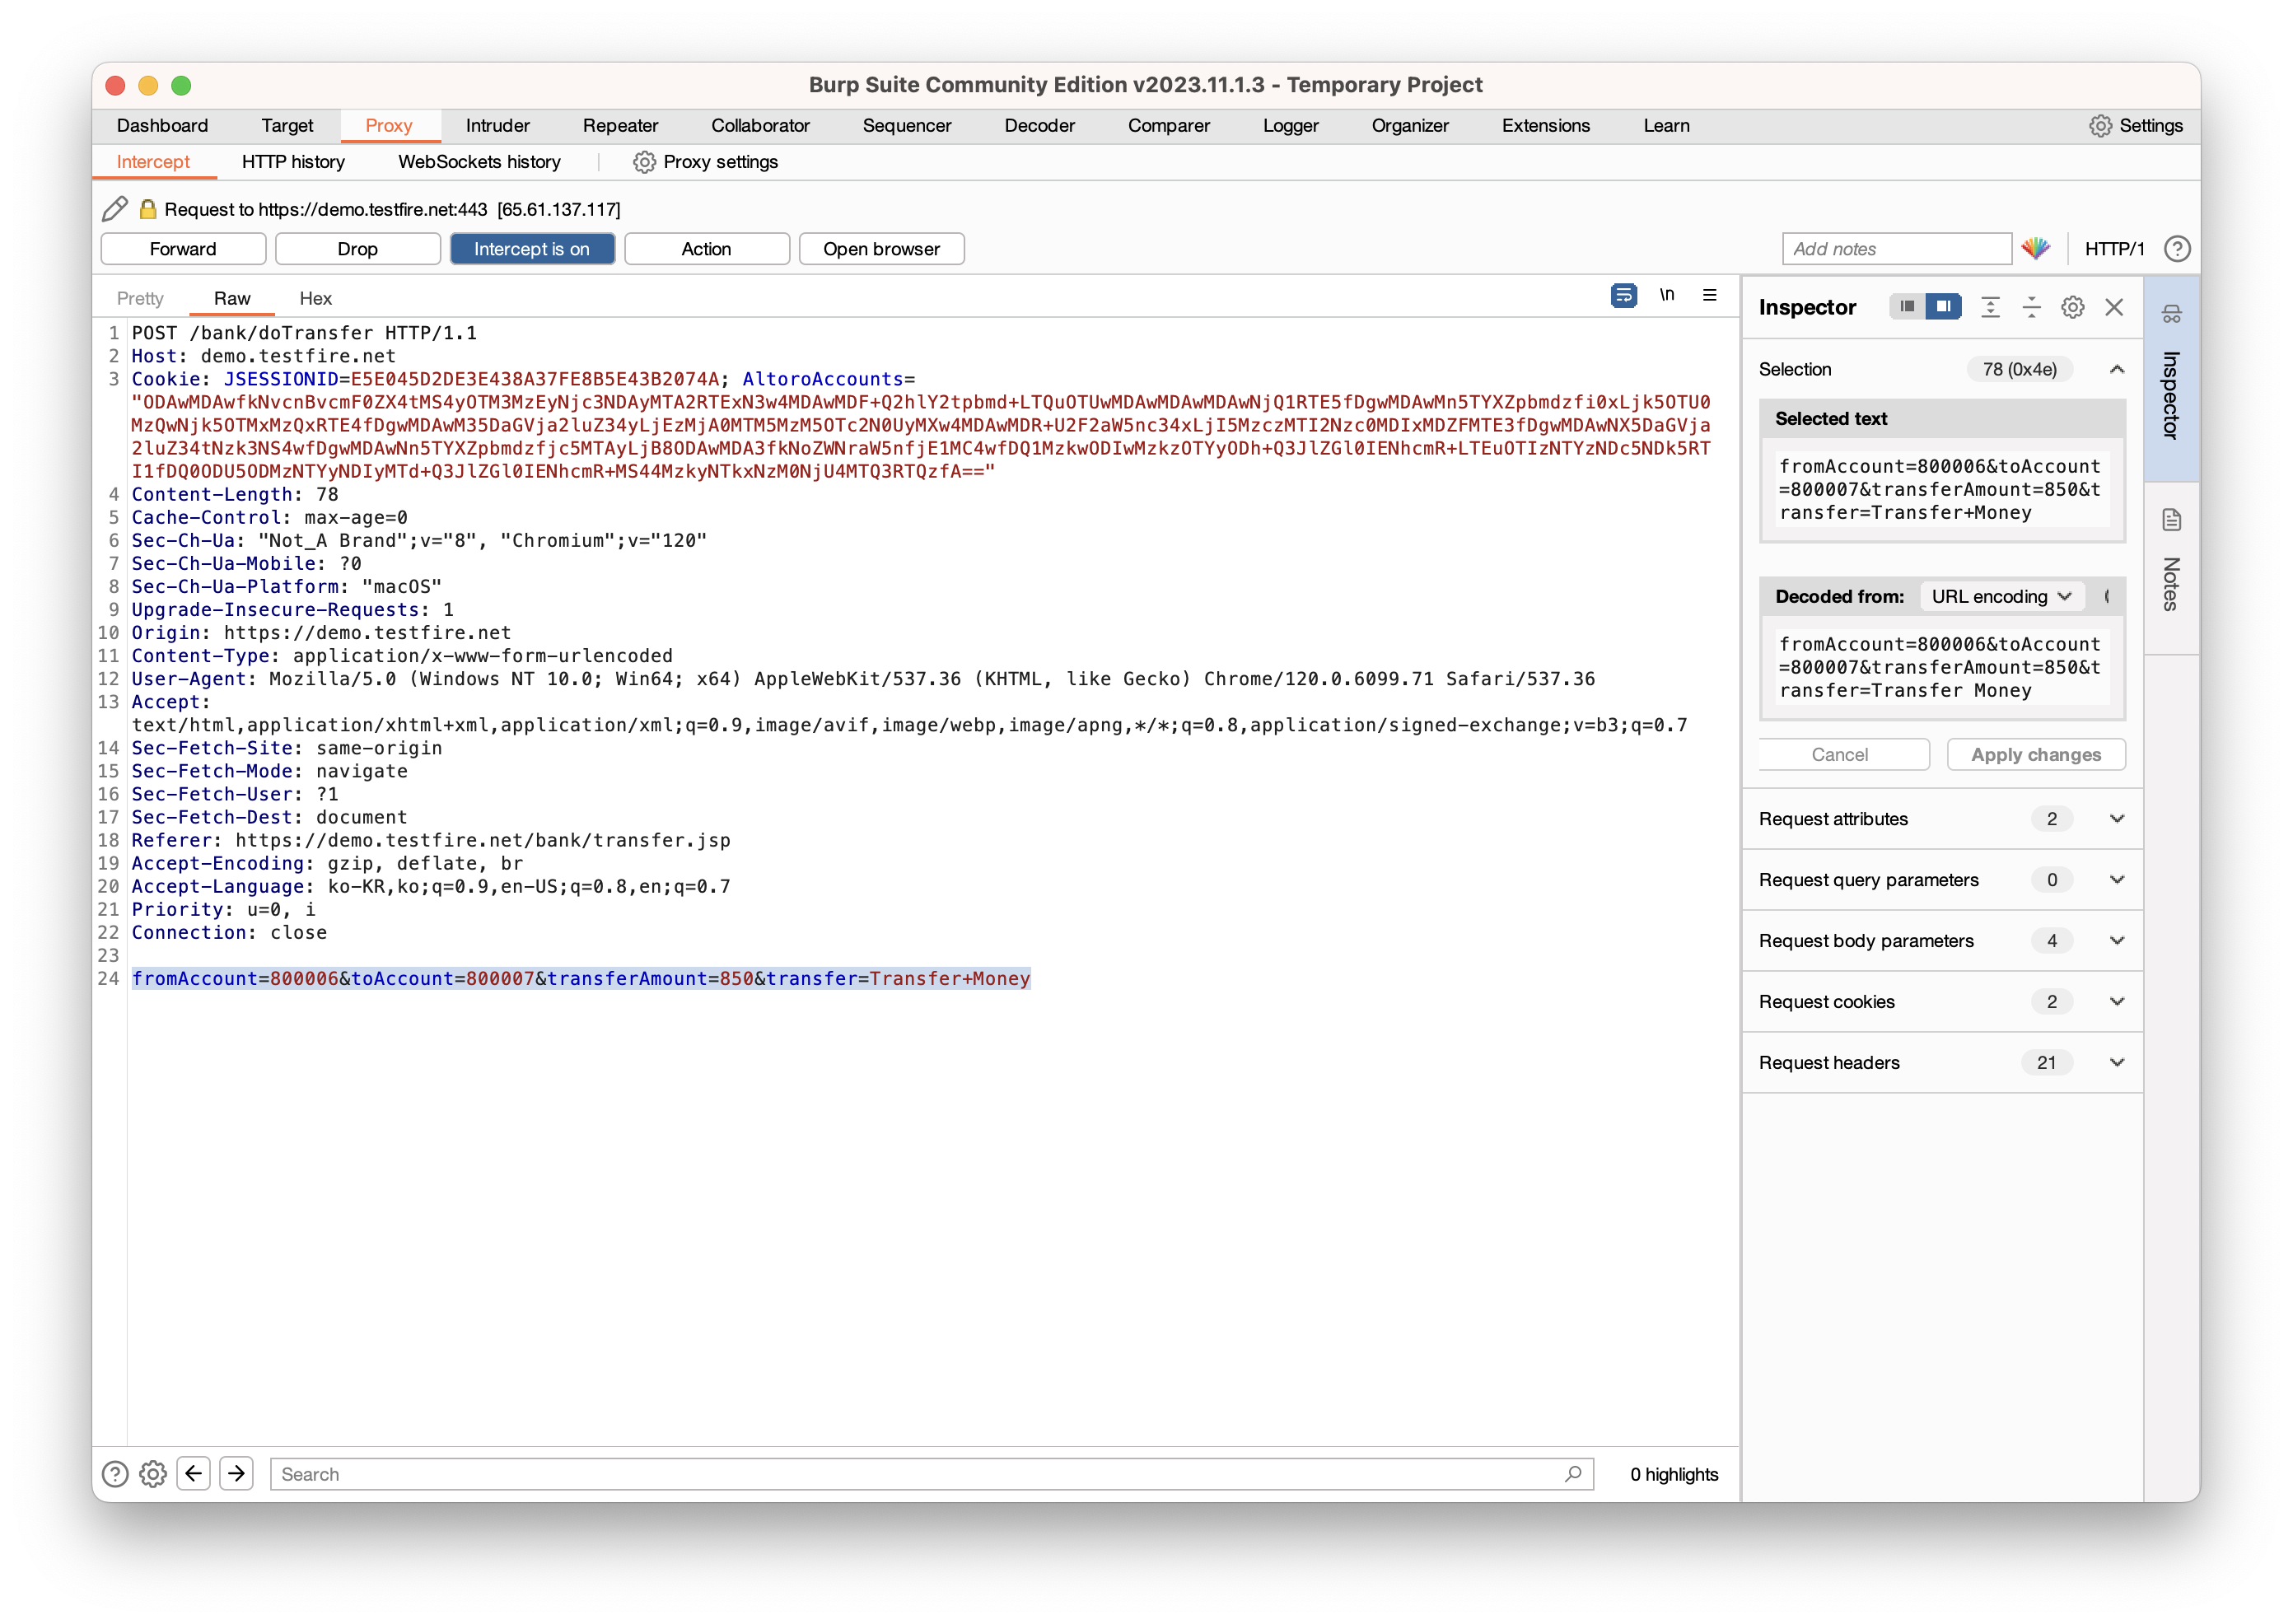 Burp Suite Community Edition v2023.11.1.3 - Temporary Project
Dashboard Target Proxy Intruder Repeater Collaborator Sequencer Decoder Comparer Logger Organizer Extensions Learn Settings
Intercept HTTP history WebSockets history Proxy settings
Request to https://demo.testfire.net:443 [65.61.137.117]
Forward Drop Intercept is on Action Open browser Add notes HTTP/1
Pretty Raw Hex \n
1 POST /bank/doTransfer HTTP/1.1
2 Host: demo.testfire.net
3 Cookie: JSESSIONID=E5E045D2DE3E438A37FE8B5E43B2074A; AltoroAccounts=
"ODAwMDAwfkNvcnBvcmF0ZX4tMS4yOTM3MzEyNjc3NDAyMTA2RTExN3w4MDAwMDF+Q2hlY2tpbmd+LTQuOTUwMDAwMDAwMDAwNjQ1RTE5fDgwMDAwMn5TYXZpbmdzfi0xLjk5OTU0
MzQwNjk5OTMxMzQxRTE4fDgwMDAwM35DaGVja2luZ34yLjEzMjA0MTM5MzM5OTc2N0UyMXw4MDAwMDR+U2F2aW5nc34xLjI5MzczMTI2Nzc0MDIxMDZFMTE3fDgwMDAwNX5DaGVja
2luZ34tNzk3NS4wfDgwMDAwNn5TYXZpbmdzfjc5MTAyLjB8ODAwMDA3fkNoZWNraW5nfjE1MC4wfDQ1MzkwODIwMzkzOTYyODh+Q3JlZGl0IENhcmR+LTEuOTIzNTYzNDc5NDk5RT
I1fDQ0ODU5ODMzNTYyNDIyMTd+Q3JlZGl0IENhcmR+MS44MzkyNTkxNzM0NjU4MTQ3RTQzfA=="
4 Content-Length: 78
5 Cache-Control: max-age=0
6 Sec-Ch-Ua: "Not_A Brand";v="8", "Chromium";v="120"
7 Sec-Ch-Ua-Mobile: ?0
8 Sec-Ch-Ua-Platform: "macOS"
9 Upgrade-Insecure-Requests: 1
10 Origin: https://demo.testfire.net
11 Content-Type: application/x-www-form-urlencoded
12 User-Agent: Mozilla/5.0 (Windows NT 10.0; Win64; x64) AppleWebKit/537.36 (KHTML, like Gecko) Chrome/120.0.6099.71 Safari/537.36
13 Accept:
text/html,application/xhtml+xml,application/xml;q=0.9,image/avif,image/webp,image/apng,*/*;q=0.8,application/signed-exchange;v=b3;q=0.7
14 Sec-Fetch-Site: same-origin
15 Sec-Fetch-Mode: navigate
16 Sec-Fetch-User: ?1
17 Sec-Fetch-Dest: document
18 Referer: https://demo.testfire.net/bank/transfer.jsp
19 Accept-Encoding: gzip, deflate, br
20 Accept-Language: ko-KR,ko;q=0.9,en-US;q=0.8,en;q=0.7
21 Priority: u=0, i
22 Connection: close
23
24 fromAccount=800006&toAccount=800007&transferAmount=850&transfer=Transfer+Money
Search 0 highlights
Inspector
Selection 78 (0x4e)
Selected text
fromAccount=800006&toAccount
=800007&transferAmount=850&t
ransfer=Transfer+Money
Decoded from: URL encoding
fromAccount=800006&toAccount
=800007&transferAmount=850&t
ransfer=Transfer Money
Cancel Apply changes
Request attributes 2
Request query parameters 0
Request body parameters 4
Request cookies 2
Request headers 21
Inspector
Notes